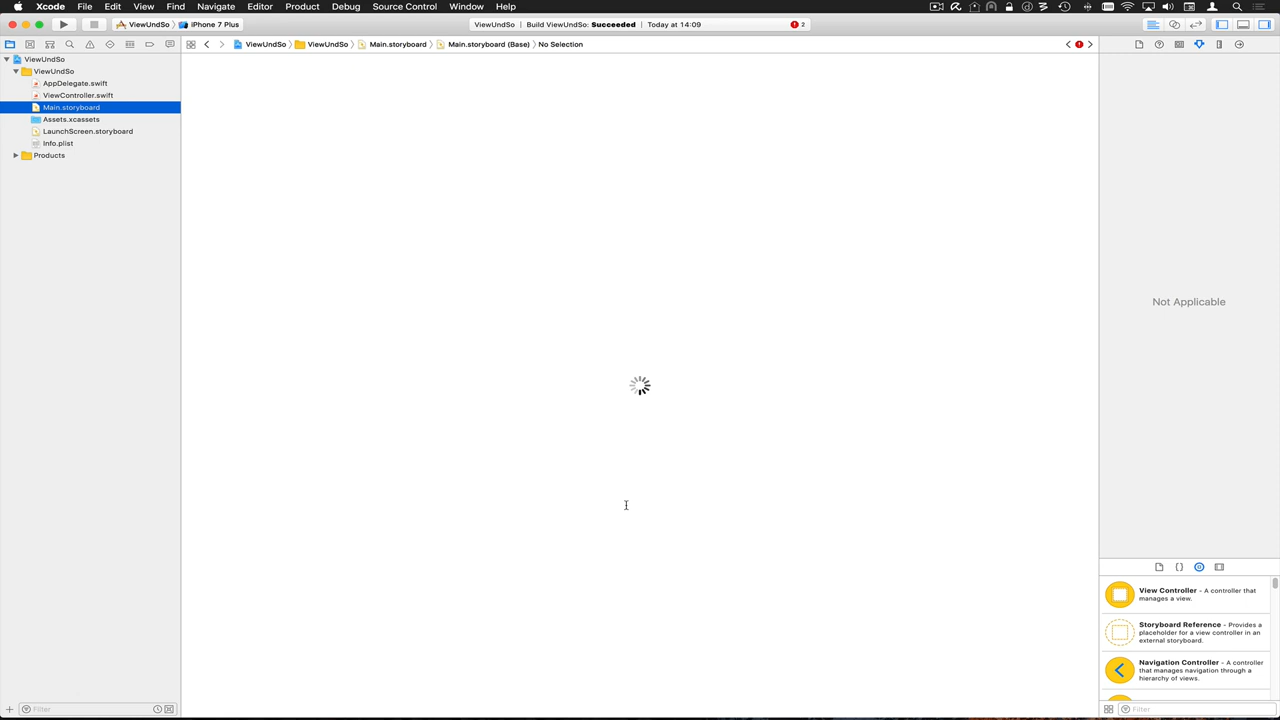 Xcode File Edit View Find Navigate Editor Product Debug Source Control Window Help
ViewUndSo iPhone 7 Plus ViewUndSo Build ViewUndSo: Succeeded Today at 14:09 2
ViewUndSo ViewUndSo Main.storyboard Main.storyboard (Base) No Selection
ViewUndSo
ViewUndSo
AppDelegate.swift
ViewController.swift
Main.storyboard
Assets.xcassets
LaunchScreen.storyboard
Info.plist
Products
Not Applicable
View Controller - A controller that
manages a view.
Storyboard Reference - Provides a
placeholder for a view controller in an
external storyboard.
Navigation Controller - A controller
that manages navigation through a
hierarchy of views.
Filter
Filter